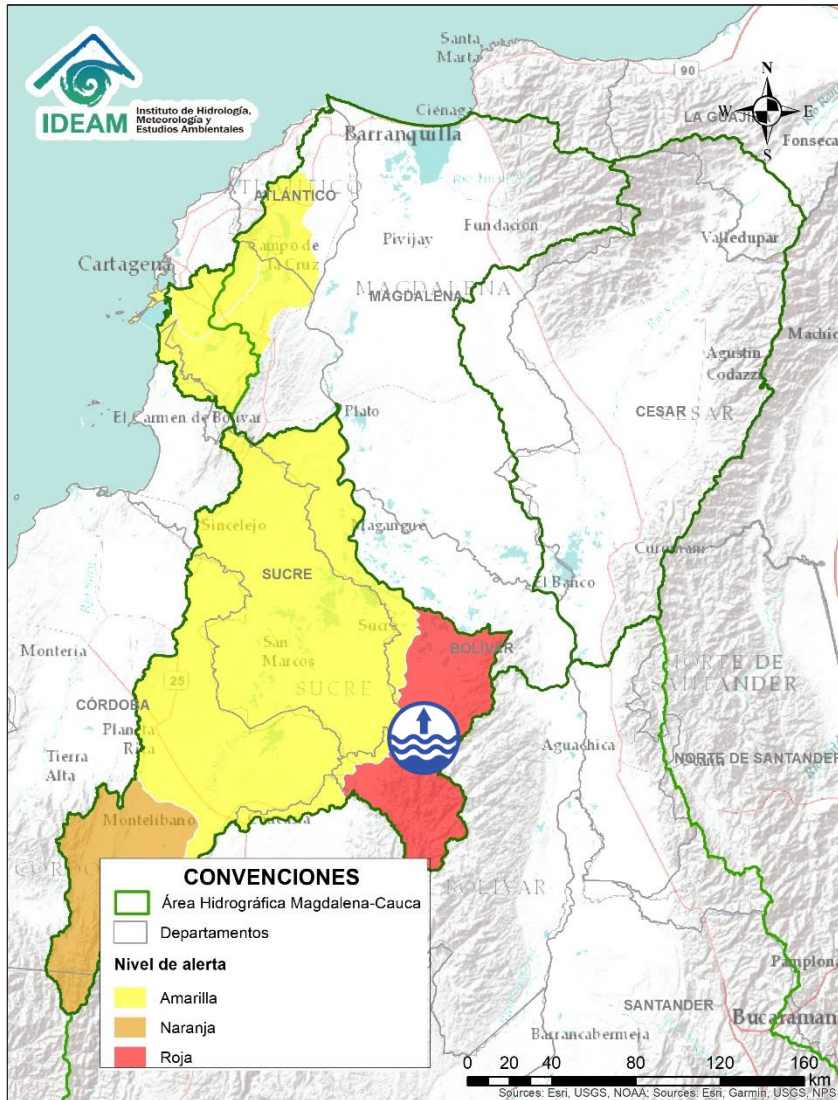 IDEAM
Instituto de Hidrología,
Meteorología y
Estudios Ambientales
Santa
Marta
90
N
W
E
S
LA GUAJIR
Ciénaga
Barranquilla
Fonseca
ATLÁNTICO
Campo de
la Cruz
Pivijay
Fundación
Valledupar
Cartagena
MAGDALENA
MAGDALENA
Agustín
Codazzi
CESAR
CESAR
El Carmen de Bolívar
Plato
Sincelejo
Magangué
Curumaní
SUCRE
El Banco
Sucre
BOLÍVAR
Montería
San
Marcos
25
SUCRE
NORTE DE
SANTANDER
CÓRDOBA
Planeta
Rica
Tierra
Alta
Aguachica
NORTE DE SANTANDER
Montelíbano
BOLÍVAR
CONVENCIONES
Área Hidrográfica Magdalena-Cauca
Departamentos
Nivel de alerta
Amarilla
Naranja
Roja
Pamplona
SANTANDER
Bucaraman
Barrancabermeja
0 20 40 80 120 160
km
Sources: Esri, USGS, NOAA; Sources: Esri, Garmin, USGS, NPS